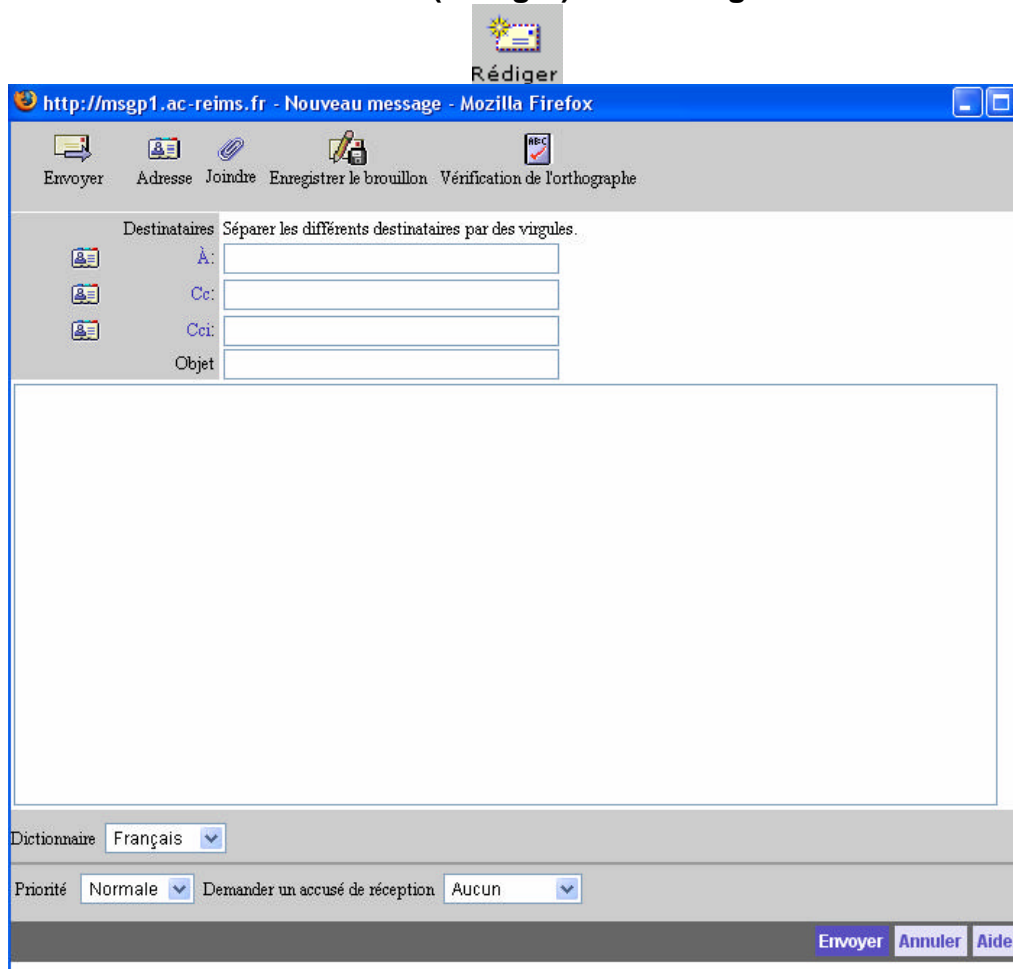 Rédiger
http://msgp1.ac-reims.fr - Nouveau message - Mozilla Firefox
Envoyer Adresse Joindre Enregistrer le brouillon ABC Vérification de l'orthographe
Destinataires Séparer les différents destinataires par des virgules.
À:
Cc:
Cci:
Objet
Dictionnaire Français
Priorité Normale Demander un accusé de réception Aucun
Envoyer Annuler Aide